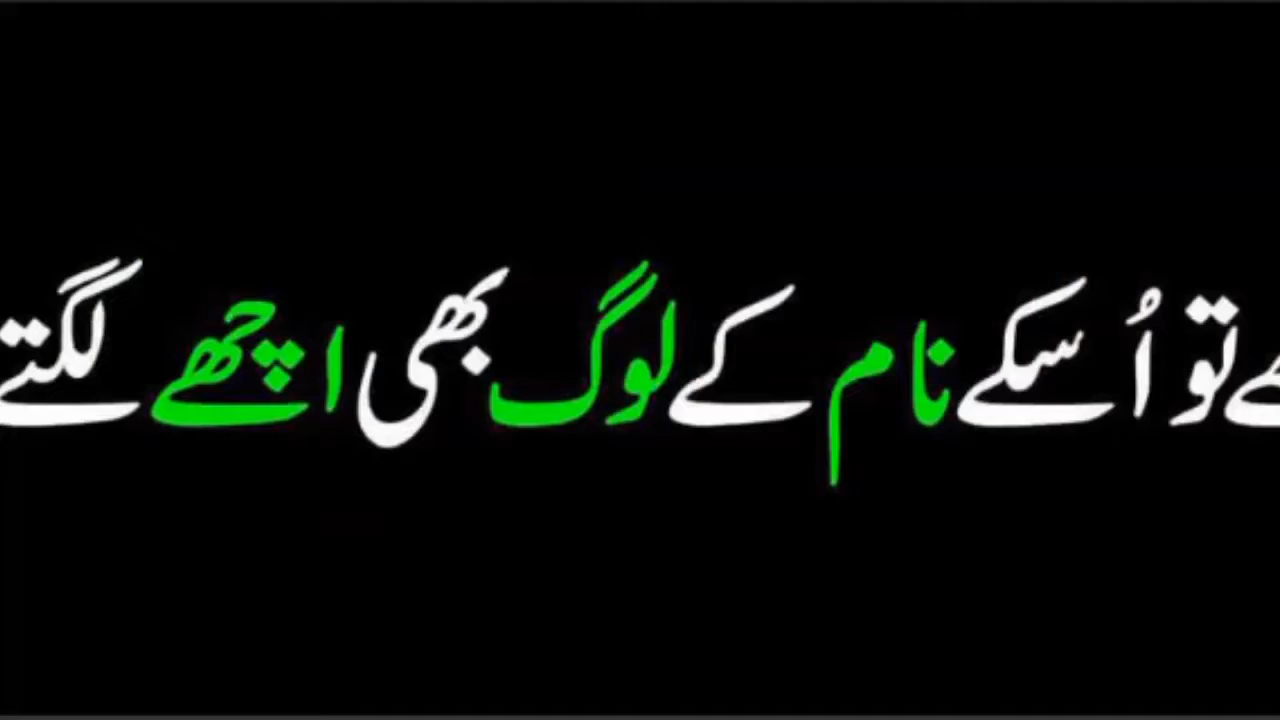 تو اُسکے نام کے لوگ بھی اچھے لگتے